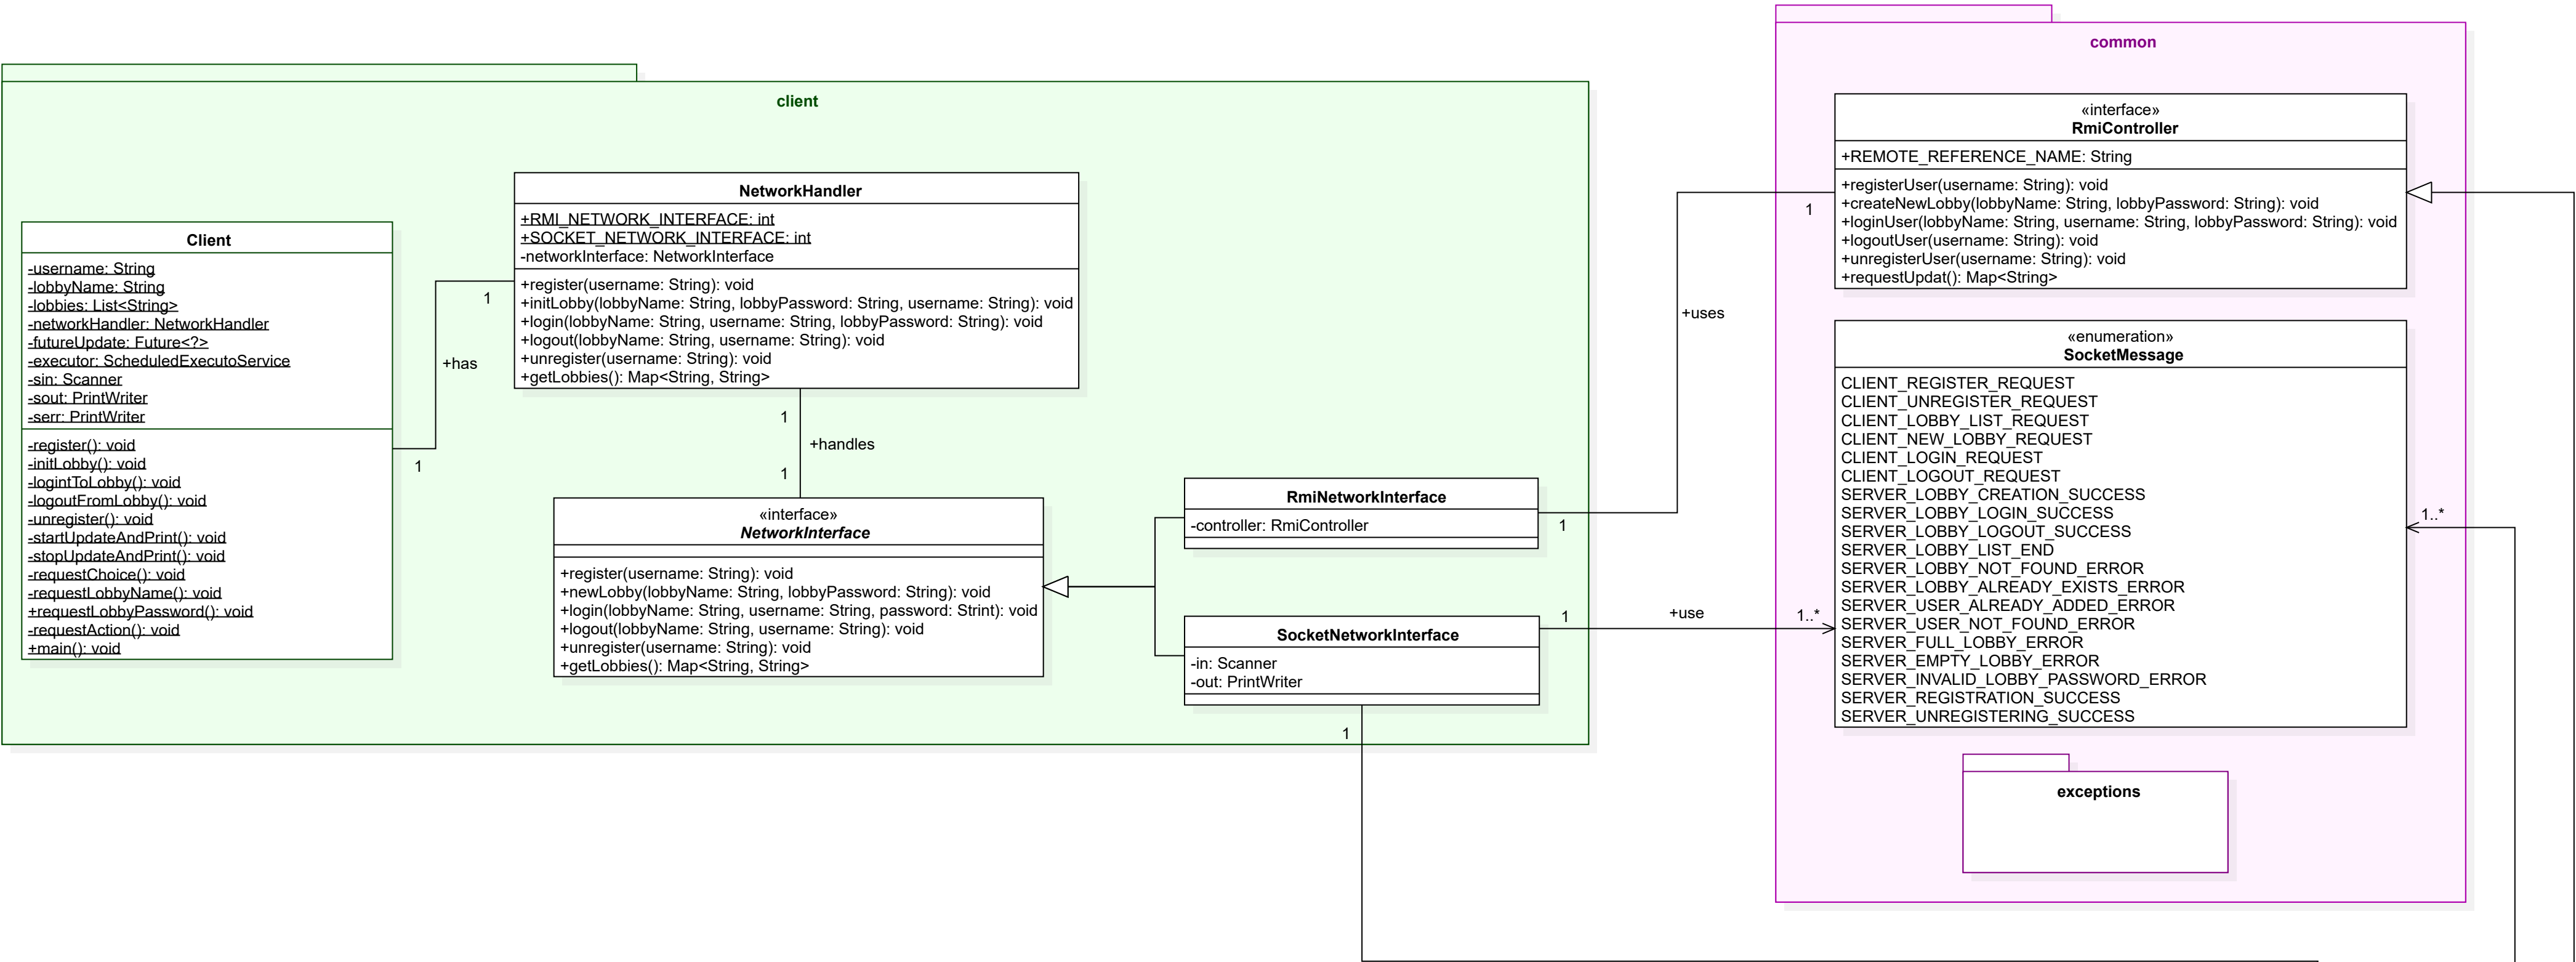 client
Client
-username: String
-lobbyName: String
-lobbies: List<String>
-networkHandler: NetworkHandler
-futureUpdate: Future<?>
-executor: ScheduledExecutoService
-sin: Scanner
-sout: PrintWriter
-serr: PrintWriter
-register(): void
-initLobby(): void
-logintToLobby(): void
-logoutFromLobby(): void
-unregister(): void
-startUpdateAndPrint(): void
-stopUpdateAndPrint(): void
-requestChoice(): void
-requestLobbyName(): void
+requestLobbyPassword(): void
-requestAction(): void
+main(): void
1
+has
1
NetworkHandler
+RMI_NETWORK_INTERFACE: int
+SOCKET_NETWORK_INTERFACE: int
-networkInterface: NetworkInterface
+register(username: String): void
+initLobby(lobbyName: String, lobbyPassword: String, username: String): void
+login(lobbyName: String, username: String, lobbyPassword: String): void
+logout(lobbyName: String, username: String): void
+unregister(username: String): void
+getLobbies(): Map<String, String>
1
+handles
1
«interface»
NetworkInterface
+register(username: String): void
+newLobby(lobbyName: String, lobbyPassword: String): void
+login(lobbyName: String, username: String, password: Strint): void
+logout(lobbyName: String, username: String): void
+unregister(username: String): void
+getLobbies(): Map<String, String>
RmiNetworkInterface
-controller: RmiController
1
+uses
1
SocketNetworkInterface
-in: Scanner
-out: PrintWriter
1
+use
1..*
1
common
«interface»
RmiController
+REMOTE_REFERENCE_NAME: String
+registerUser(username: String): void
+createNewLobby(lobbyName: String, lobbyPassword: String): void
+loginUser(lobbyName: String, username: String, lobbyPassword: String): void
+logoutUser(username: String): void
+unregisterUser(username: String): void
+requestUpdat(): Map<String>
«enumeration»
SocketMessage
CLIENT_REGISTER_REQUEST
CLIENT_UNREGISTER_REQUEST
CLIENT_LOBBY_LIST_REQUEST
CLIENT_NEW_LOBBY_REQUEST
CLIENT_LOGIN_REQUEST
CLIENT_LOGOUT_REQUEST
SERVER_LOBBY_CREATION_SUCCESS
SERVER_LOBBY_LOGIN_SUCCESS
SERVER_LOBBY_LOGOUT_SUCCESS
SERVER_LOBBY_LIST_END
SERVER_LOBBY_NOT_FOUND_ERROR
SERVER_LOBBY_ALREADY_EXISTS_ERROR
SERVER_USER_ALREADY_ADDED_ERROR
SERVER_USER_NOT_FOUND_ERROR
SERVER_FULL_LOBBY_ERROR
SERVER_EMPTY_LOBBY_ERROR
SERVER_INVALID_LOBBY_PASSWORD_ERROR
SERVER_REGISTRATION_SUCCESS
SERVER_UNREGISTERING_SUCCESS
1..*
exceptions